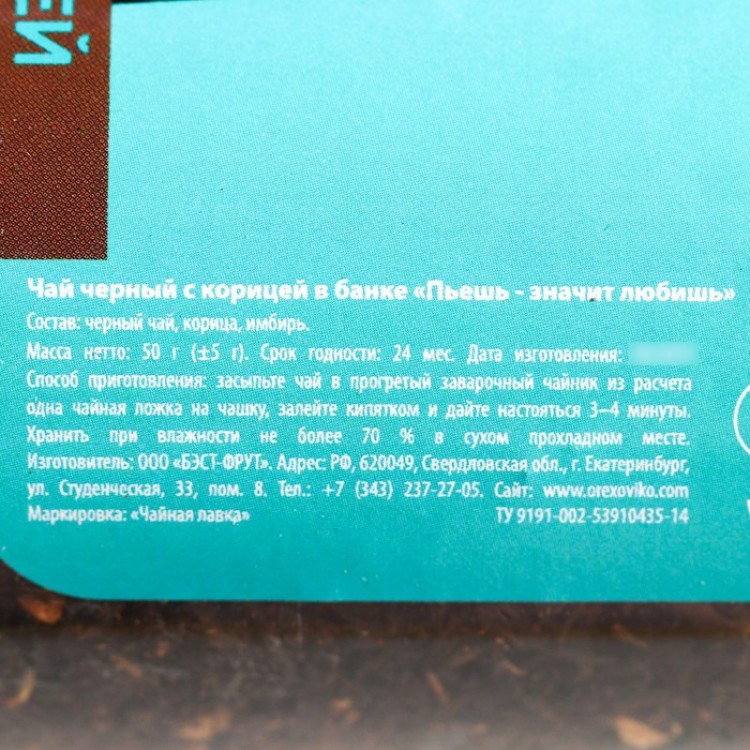 ЕЙ
Чай черный с корицей в банке «Пьешь - значит любишь»
Состав: черный чай, корица, имбирь.
Масса нетто: 50 г (±5 г). Срок годности: 24 мес. Дата изготовления:
Способ приготовления: засыпьте чай в прогретый заварочный чайник из расчета
одна чайная ложка на чашку, залейте кипятком и дайте настояться 3–4 минуты.
Хранить при влажности не более 70 % в сухом прохладном месте.
Изготовитель: ООО «БЭСТ-ФРУТ». Адрес: РФ, 620049, Свердловская обл., г. Екатеринбург,
ул. Студенческая, 33, пом. 8. Тел.: +7 (343) 237-27-05. Сайт: www.orexoviko.com
Маркировка: «Чайная лавка» ТУ 9191-002-53910435-14